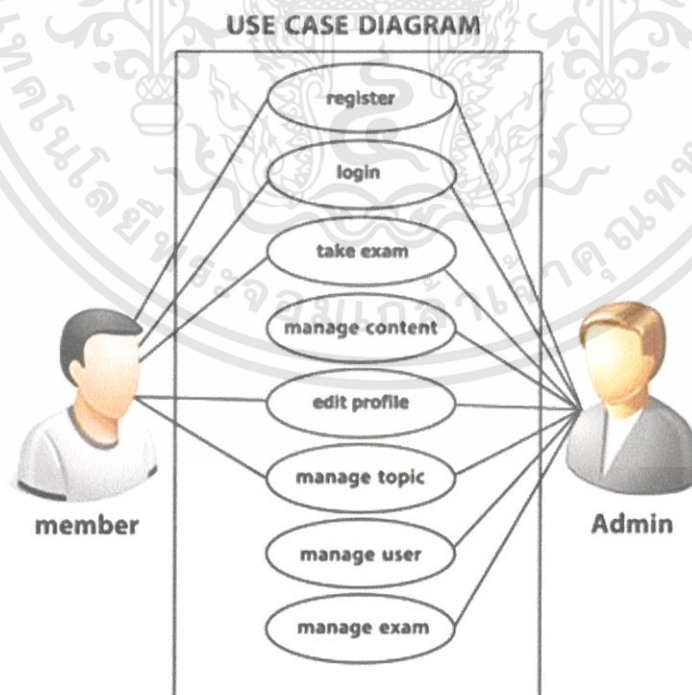 USE CASE DIAGRAM
register
login
take exam
manage content
edit profile
manage topic
manage user
manage exam
member
Admin